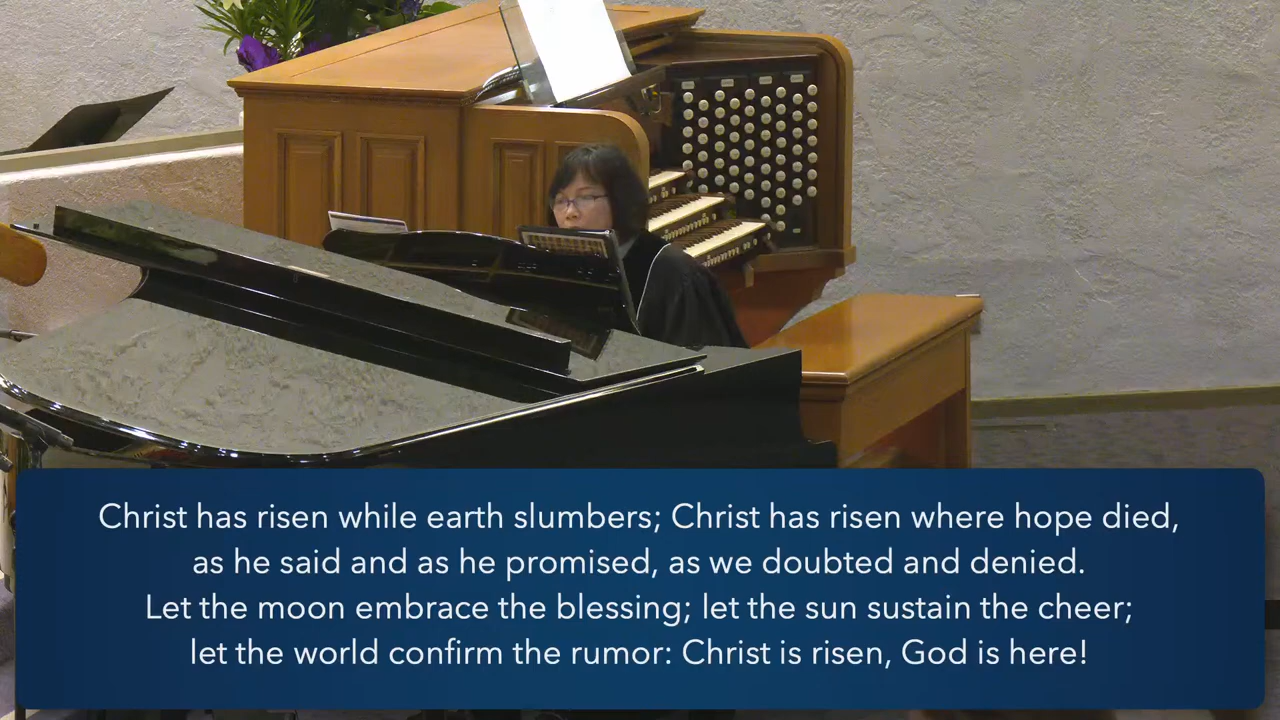 Christ has risen while earth slumbers; Christ has risen where hope died,
as he said and as he promised, as we doubted and denied.
Let the moon embrace the blessing; let the sun sustain the cheer;
let the world confirm the rumor: Christ is risen, God is here!